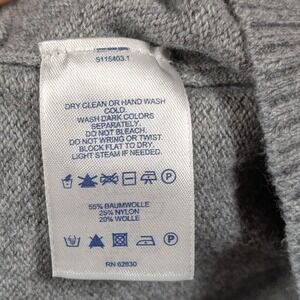 5115403.1
DRY CLEAN OR HAND WASH
COLD.
WASH DARK COLORS
SEPARATELY.
DO NOT BLEACH.
DO NOT WRING OR TWIST.
BLOCK FLAT TO DRY.
LIGHT STEAM IF NEEDED.
P
55% BAUMWOLLE
25% NYLON
20% WOLLE
P
RN 62830